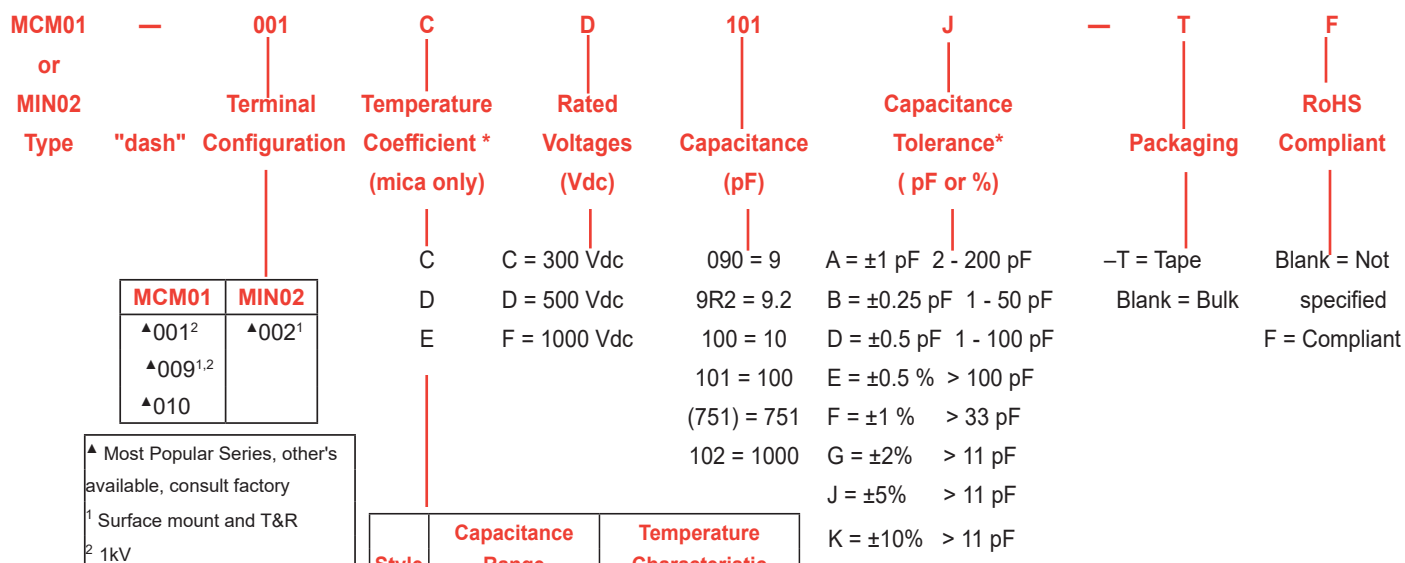 MCM01 — 001 C D 101 J — T F
or
MIN02 Terminal Temperature Rated Capacitance RoHS
Type "dash" Configuration Coefficient * Voltages Capacitance Tolerance* Packaging Compliant
(mica only) (Vdc) (pF) ( pF or %)
C C = 300 Vdc 090 = 9 A = ±1 pF 2 - 200 pF –T = Tape Blank = Not
MCM01 MIN02 D D = 500 Vdc 9R2 = 9.2 B = ±0.25 pF 1 - 50 pF Blank = Bulk specified
▲001² ▲002¹ E F = 1000 Vdc 100 = 10 D = ±0.5 pF 1 - 100 pF F = Compliant
▲009¹,² 101 = 100 E = ±0.5 % > 100 pF
▲010 (751) = 751 F = ±1 % > 33 pF
▲ Most Popular Series, other's 102 = 1000 G = ±2% > 11 pF
available, consult factory J = ±5% > 11 pF
¹ Surface mount and T&R Capacitance Temperature K = ±10% > 11 pF
² 1kV Style Range Characteristic